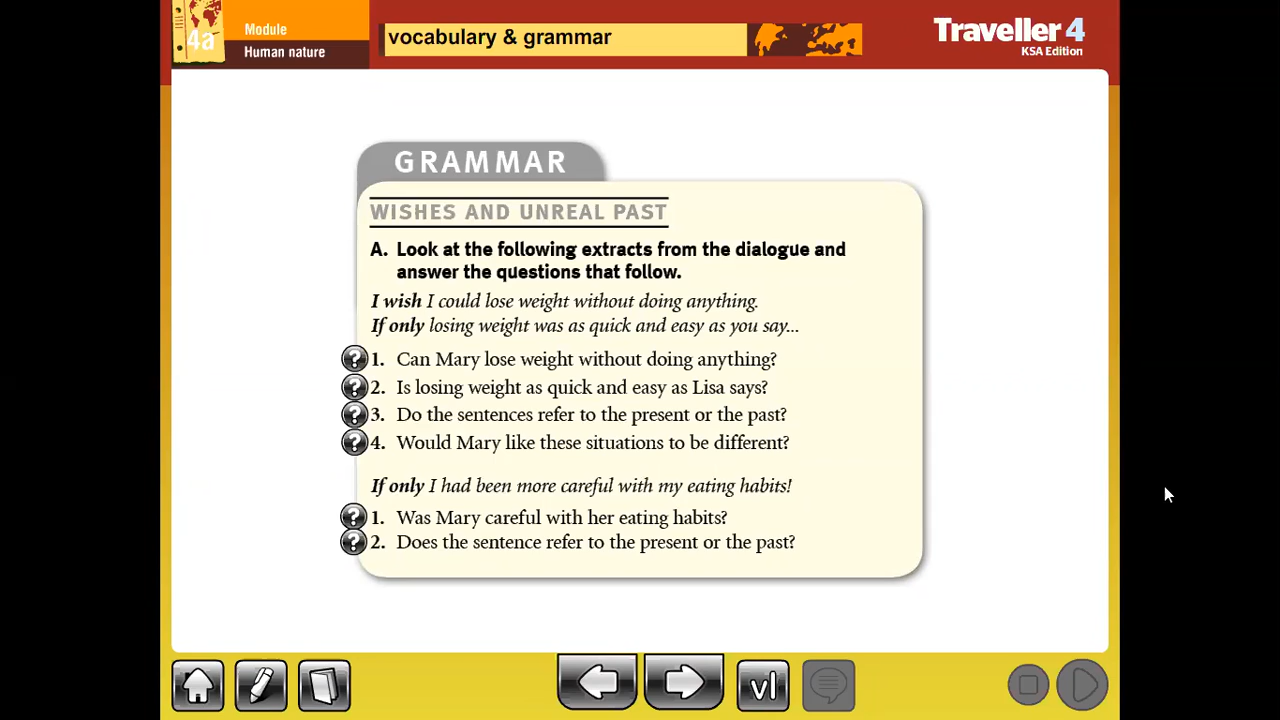 4a
Module
Human nature
vocabulary & grammar
Traveller 4
KSA Edition
GRAMMAR
WISHES AND UNREAL PAST
A. Look at the following extracts from the dialogue and
answer the questions that follow.
I wish I could lose weight without doing anything.
If only losing weight was as quick and easy as you say...
? 1. Can Mary lose weight without doing anything?
? 2. Is losing weight as quick and easy as Lisa says?
? 3. Do the sentences refer to the present or the past?
? 4. Would Mary like these situations to be different?
If only I had been more careful with my eating habits!
? 1. Was Mary careful with her eating habits?
? 2. Does the sentence refer to the present or the past?
vl